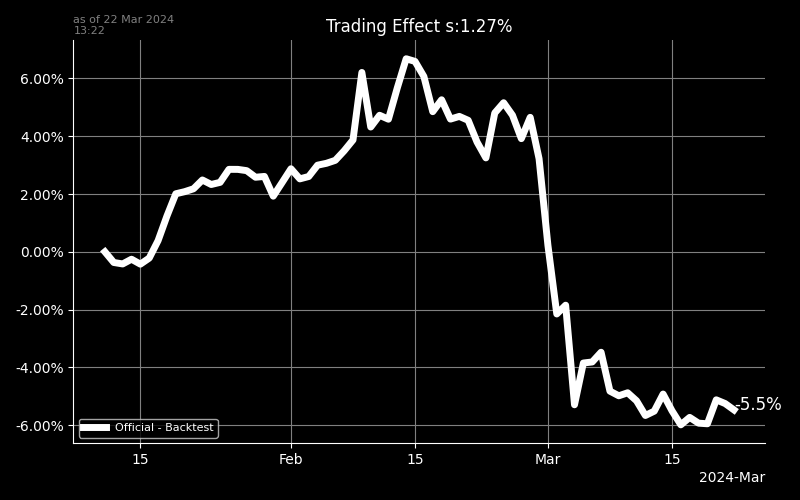 as of 22 Mar 2024
13:22
Trading Effect s:1.27%
6.00%
4.00%
2.00%
0.00%
-2.00%
-4.00%
-6.00%
-5.5%
Official - Backtest
15
Feb
15
Mar
15
2024-Mar